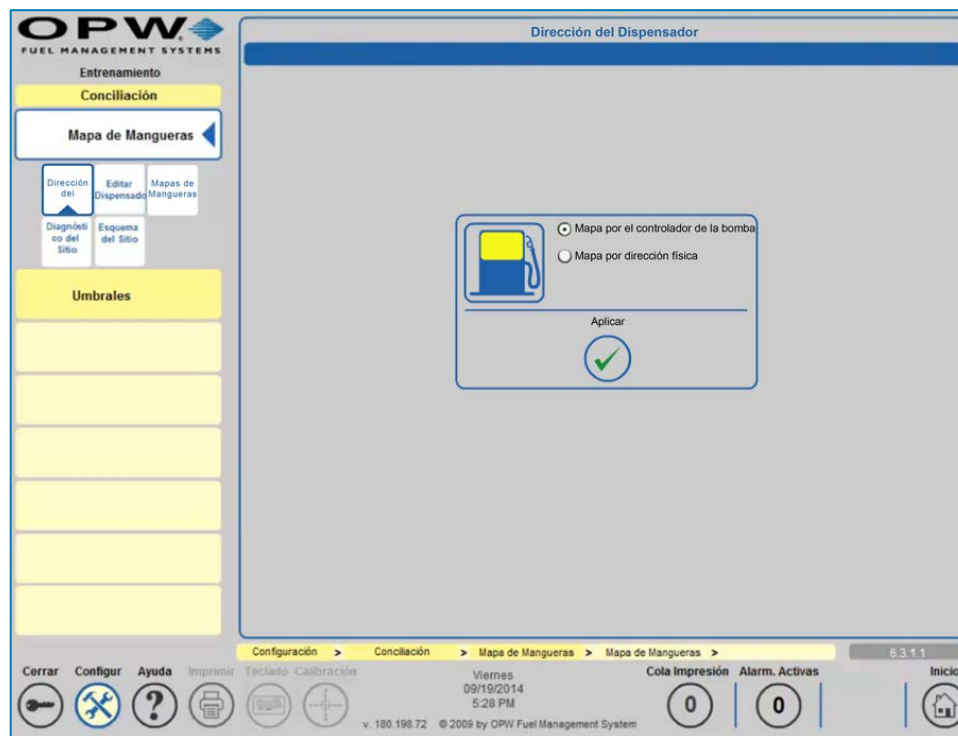 OPW
FUEL MANAGEMENT SYSTEMS
Entrenamiento
Conciliación
Mapa de Mangueras
Dirección
del
Editar
Dispensado
Mapas de
Mangueras
Diagnósti
co del
Sitio
Esquema
del Sitio
Umbrales
Dirección del Dispensador
Mapa por el controlador de la bomba
Mapa por dirección física
Aplicar
Configuración > Conciliación > Mapa de Mangueras > Mapa de Mangueras >
6.3.1.1
Cerrar
Configur
Ayuda
Imprimir
Teclado
Calibración
Viernes
09/19/2014
5:28 PM
v. 180.198.72 © 2009 by OPW Fuel Management System
Cola Impresión
0
Alarm. Activas
0
Inicio